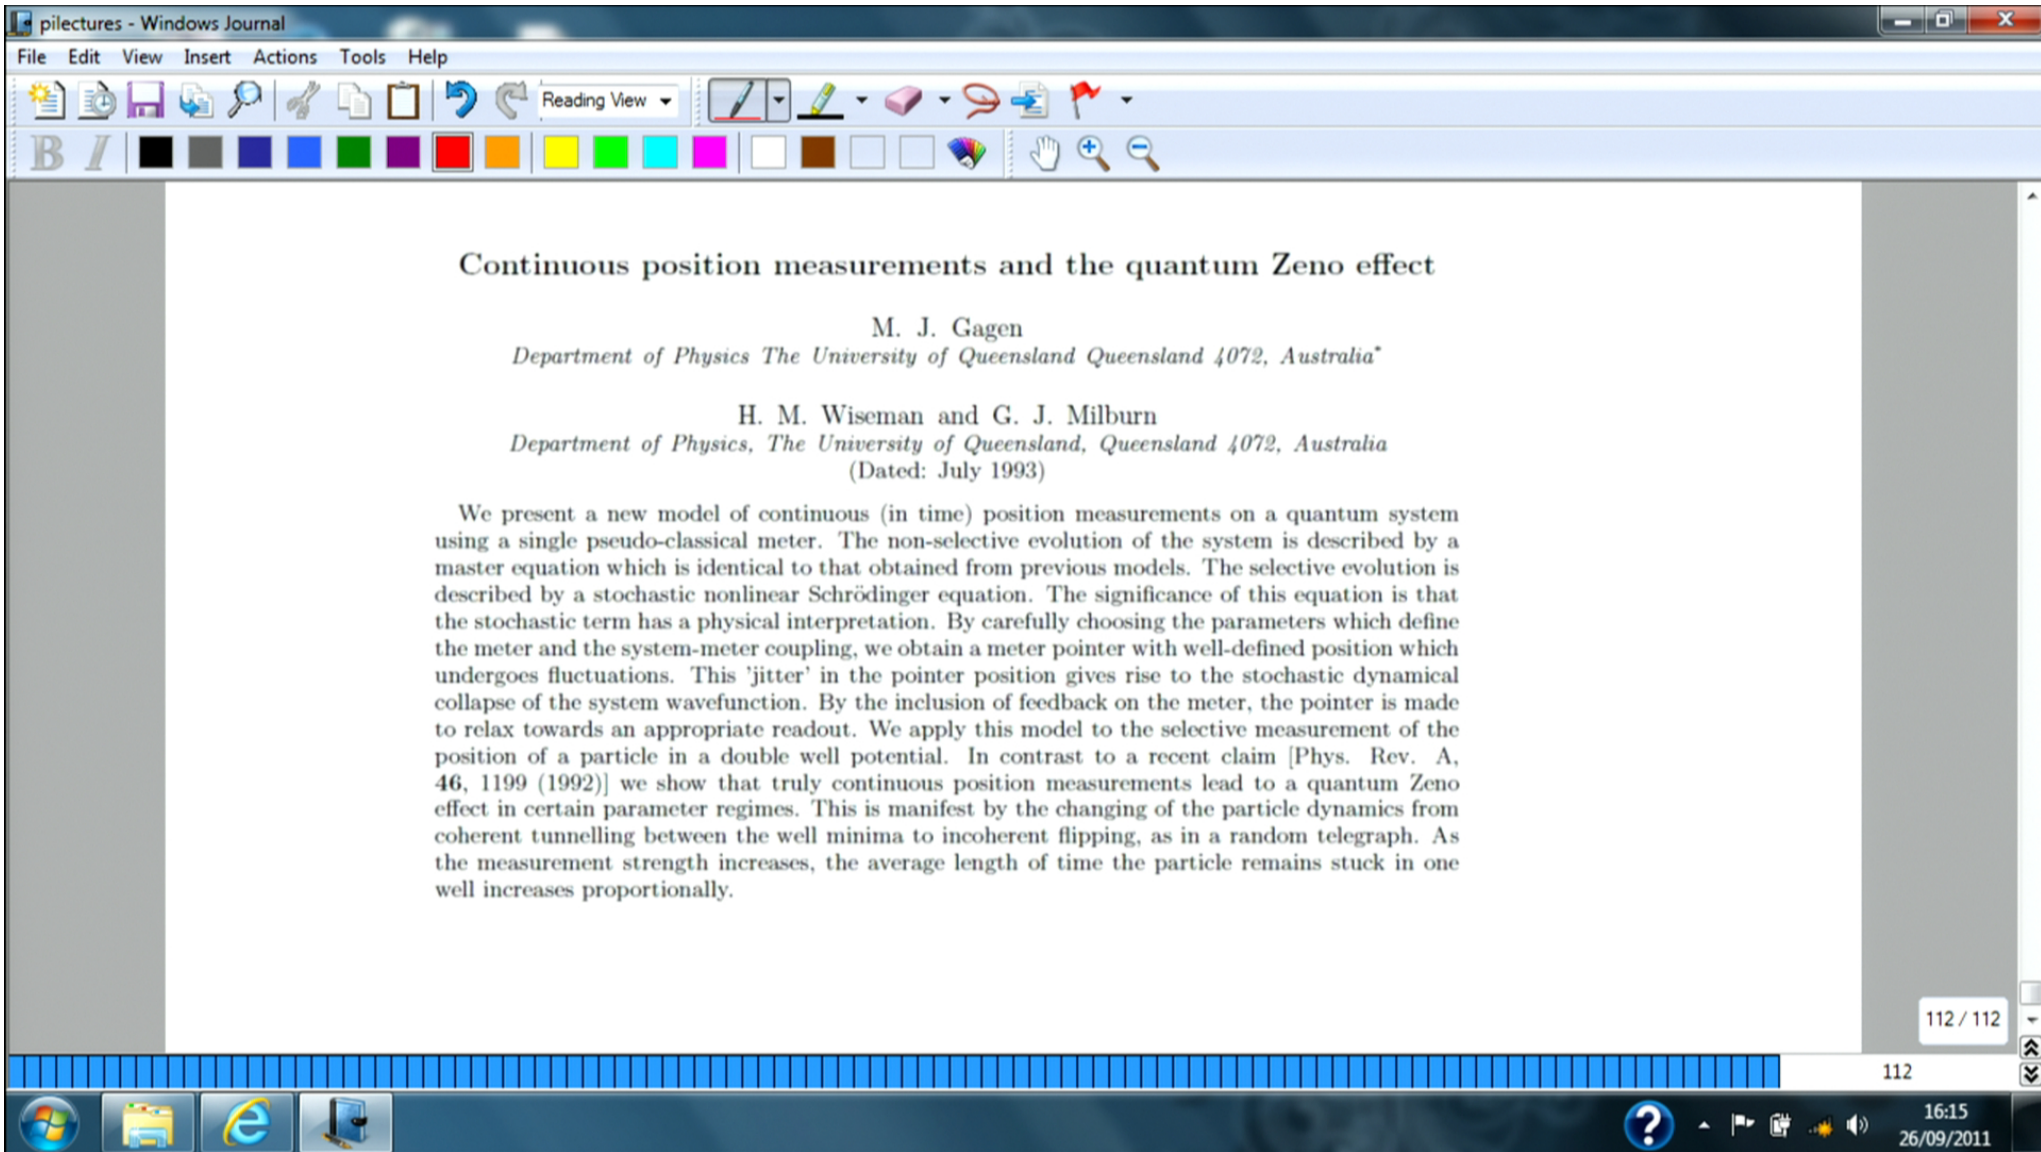 pilectures - Windows Journal
File Edit View Insert Actions Tools Help
Reading View
B I
Continuous position measurements and the quantum Zeno effect
M. J. Gagen
Department of Physics The University of Queensland Queensland 4072, Australia*
H. M. Wiseman and G. J. Milburn
Department of Physics, The University of Queensland, Queensland 4072, Australia
(Dated: July 1993)
We present a new model of continuous (in time) position measurements on a quantum system
using a single pseudo-classical meter. The non-selective evolution of the system is described by a
master equation which is identical to that obtained from previous models. The selective evolution is
described by a stochastic nonlinear Schrödinger equation. The significance of this equation is that
the stochastic term has a physical interpretation. By carefully choosing the parameters which define
the meter and the system-meter coupling, we obtain a meter pointer with well-defined position which
undergoes fluctuations. This 'jitter' in the pointer position gives rise to the stochastic dynamical
collapse of the system wavefunction. By the inclusion of feedback on the meter, the pointer is made
to relax towards an appropriate readout. We apply this model to the selective measurement of the
position of a particle in a double well potential. In contrast to a recent claim [Phys. Rev. A,
46, 1199 (1992)] we show that truly continuous position measurements lead to a quantum Zeno
effect in certain parameter regimes. This is manifest by the changing of the particle dynamics from
coherent tunnelling between the well minima to incoherent flipping, as in a random telegraph. As
the measurement strength increases, the average length of time the particle remains stuck in one
well increases proportionally.
112 / 112
112
16:15
26/09/2011